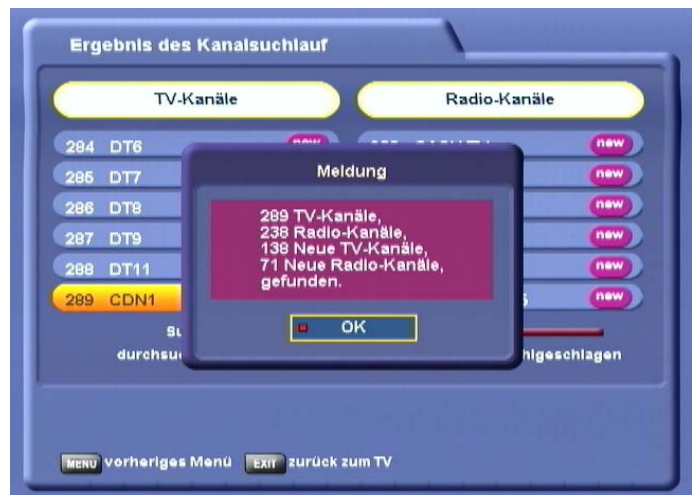 Ergebnis des Kanalsuchlauf
TV-Kanäle
Radio-Kanäle
284 DT6
new
285 DT7
new
286 DT8
new
287 DT9
new
288 DT11
new
289 CDN1
new
Meldung
289 TV-Kanäle,
238 Radio-Kanäle,
138 Neue TV-Kanäle,
71 Neue Radio-Kanäle,
gefunden.
OK
MENU vorheriges Menü EXIT zurück zum TV